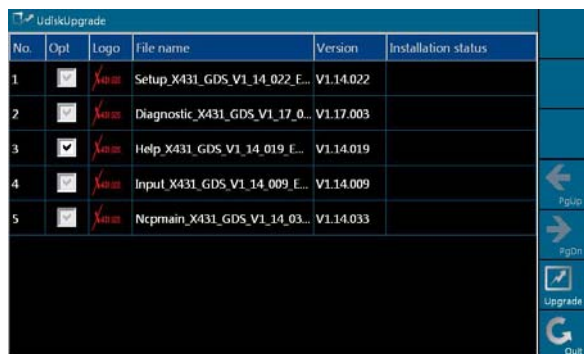 UdiskUpgrade
No. Opt Logo File name Version Installation status
1 Setup_X431_GDS_V1_14_022_E... V1.14.022
2 Diagnostic_X431_GDS_V1_17_0... V1.17.003
3 Help_X431_GDS_V1_14_019_E... V1.14.019
4 Input_X431_GDS_V1_14_009_E... V1.14.009
5 Ncpmain_X431_GDS_V1_14_03... V1.14.033
PgUp
PgDn
Upgrade
Quit